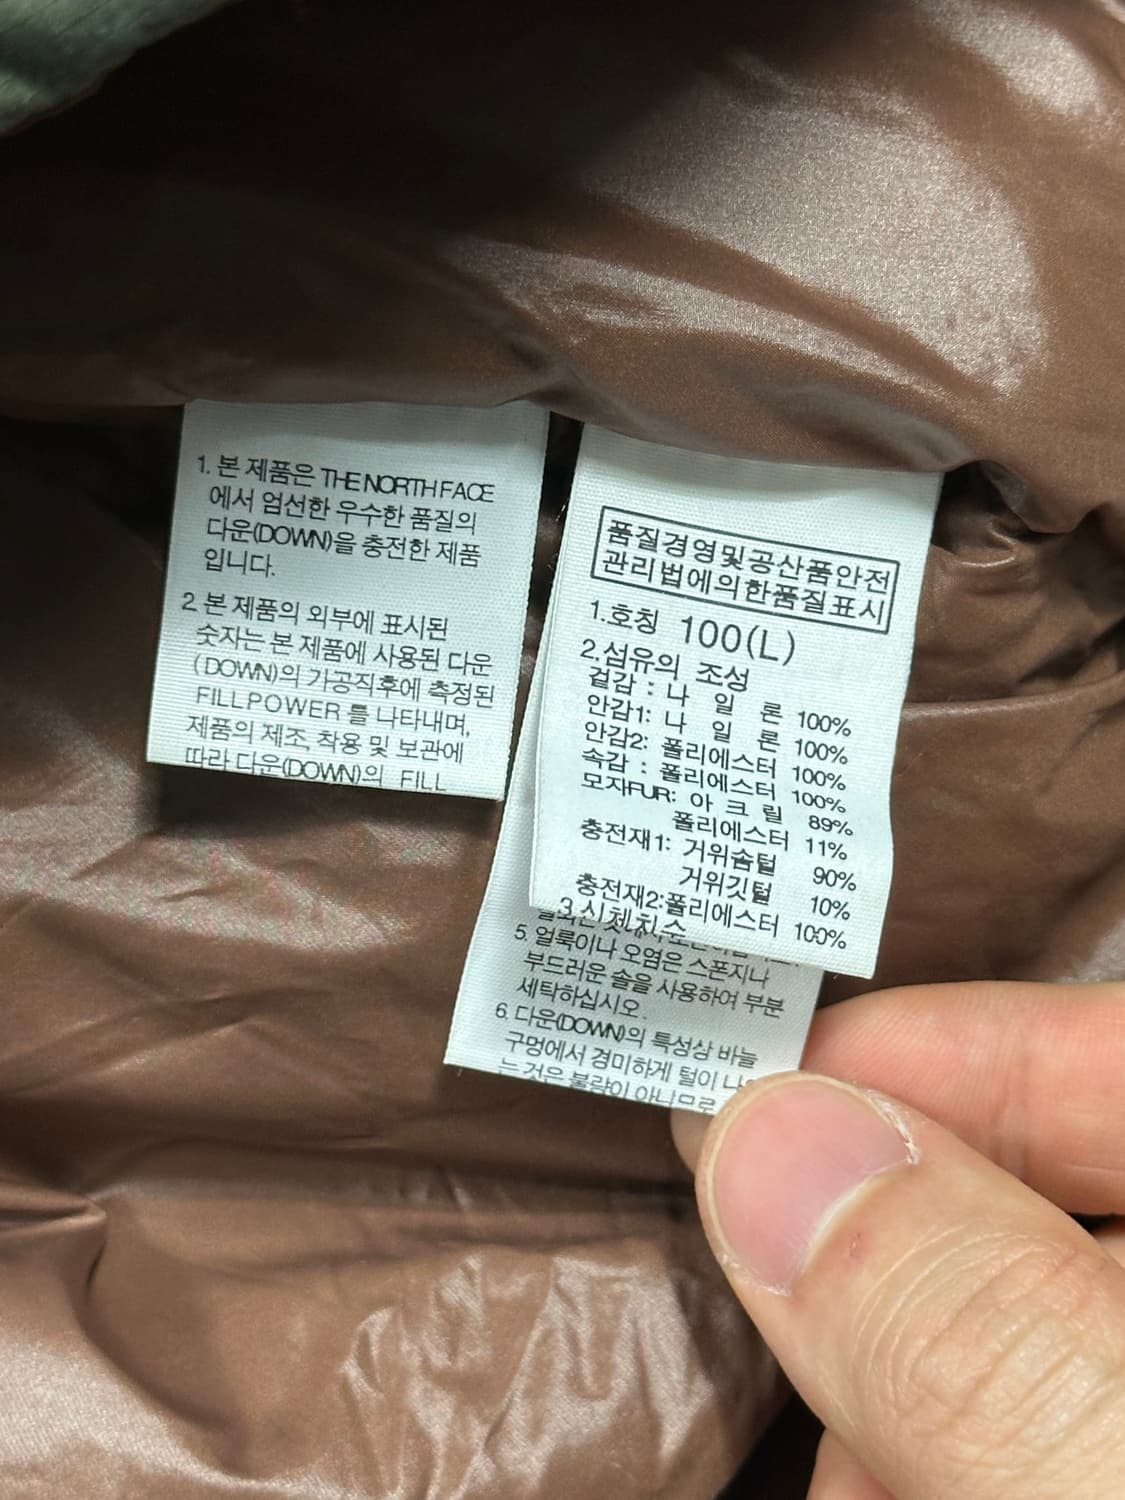 1. 본 제품은 THE NORTH FACE
에서 엄선한 우수한 품질의
다운(DOWN)을 충전한 제품
입니다.
2. 본 제품의 외부에 표시된
숫자는 본 제품에 사용된 다운
(DOWN)의 가공직후에 측정된
FILL POWER 를 나타내며,
제품의 제조, 착용 및 보관에
따라 다운(DOWN)의 FILL
품질경영및공산품안전
관리법에의한품질표시
1.호칭 100(L)
2.섬유의 조성
겉감 : 나 일 론 100%
안감1: 나 일 론 100%
안감2: 폴리에스터 100%
속감 : 폴리에스터 100%
모자FUR: 아 크 릴 89%
폴리에스터 11%
충전재1: 거위솜털 90%
거위깃털 10%
충전재2:폴리에스터 100%
3.신체치수
5. 얼룩이나 오염은 스폰지나
부드러운 솔을 사용하여 부분
세탁하십시오.
6. 다운(DOWN)의 특성상 바늘
구멍에서 경미하게 털이
는 것은 불량이 아니므로